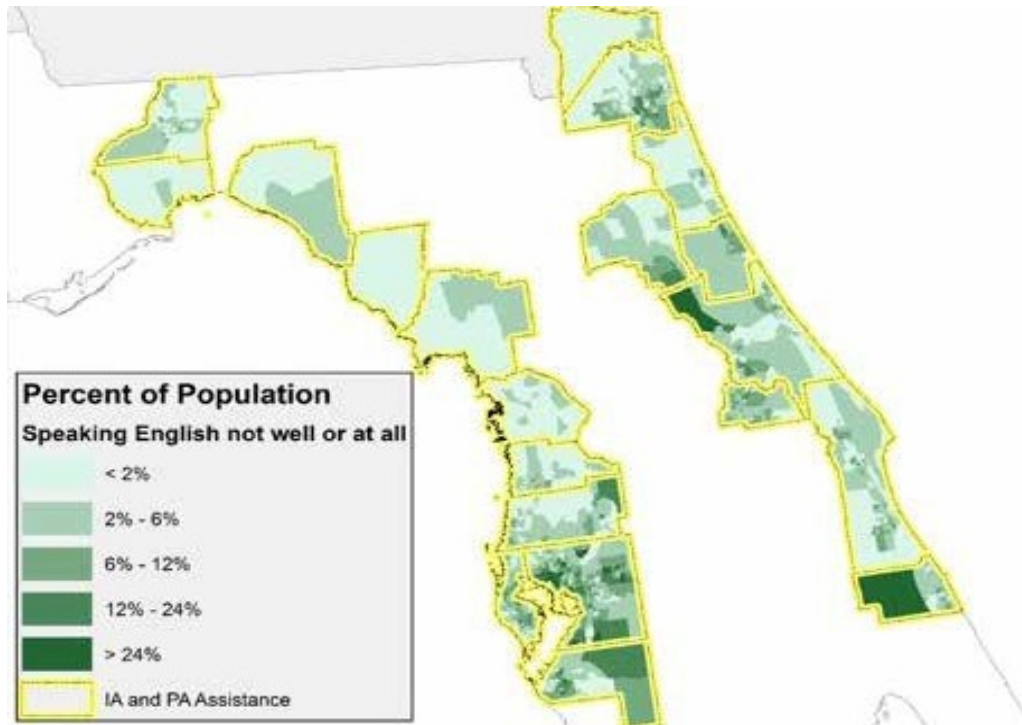 Percent of Population
Speaking English not well or at all
< 2%
2% - 6%
6% - 12%
12% - 24%
> 24%
IA and PA Assistance